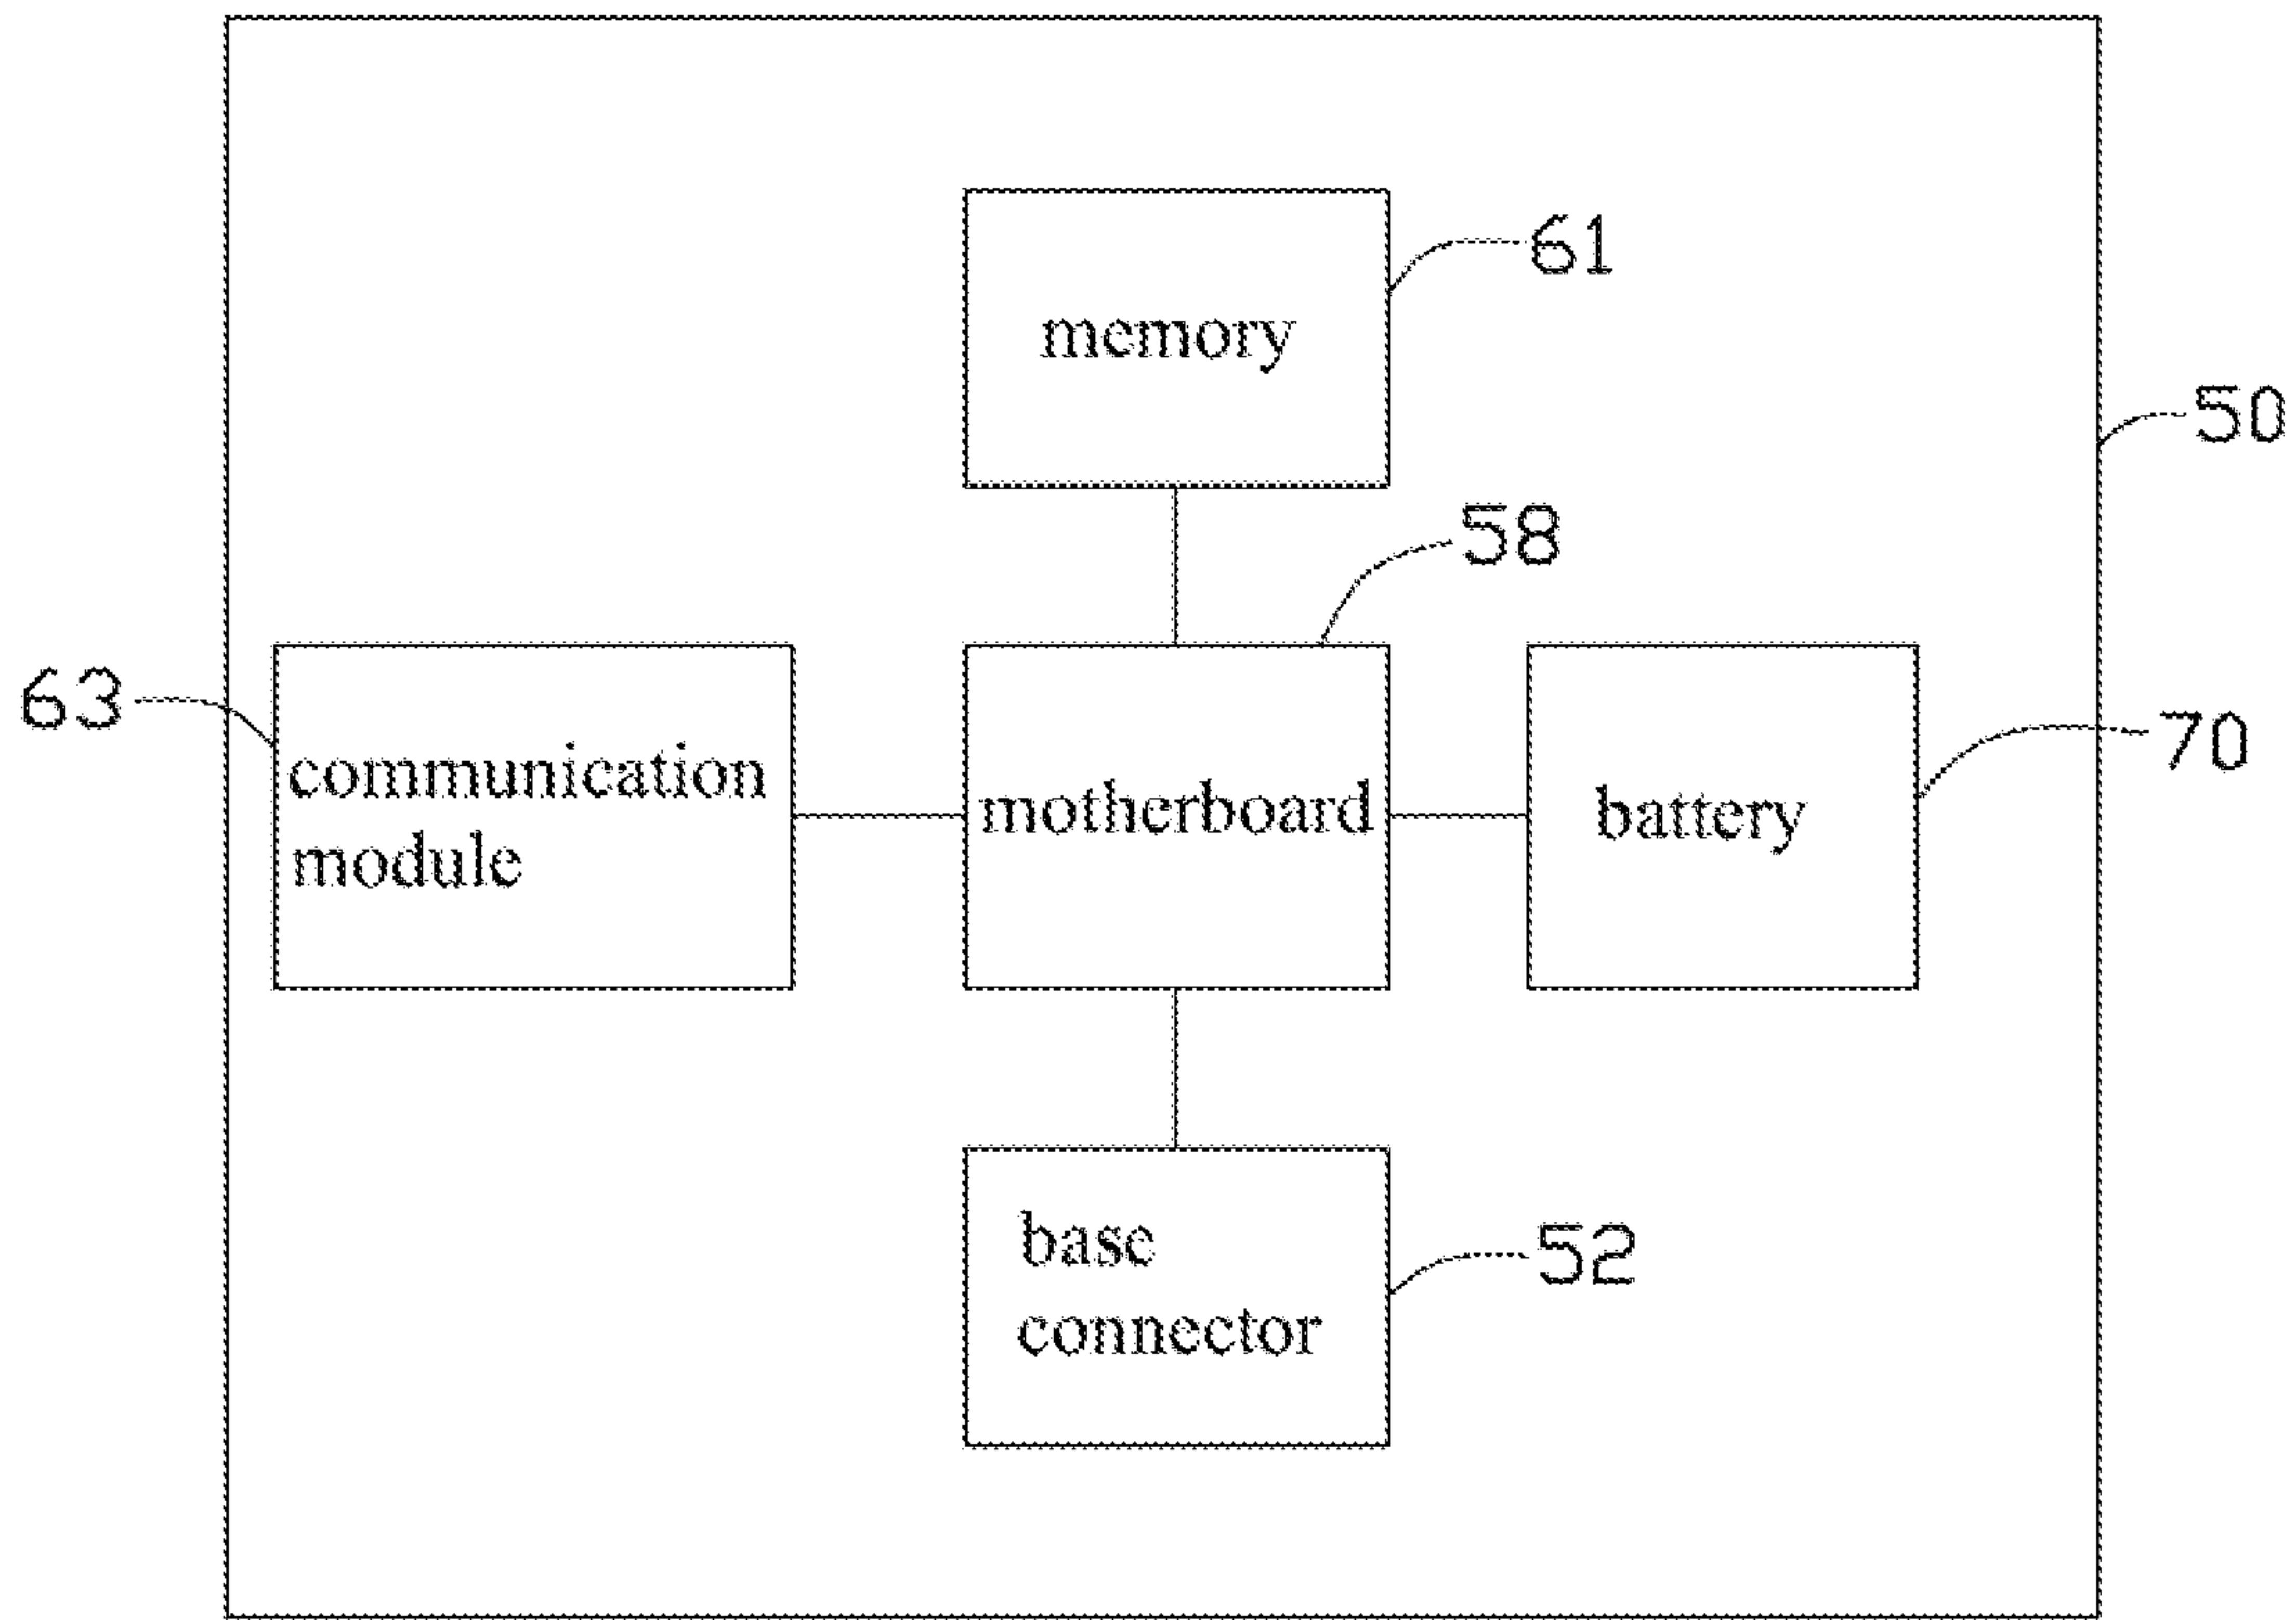 61
memory
50
58
63
communication
module
motherboard
battery
70
base
connector
52